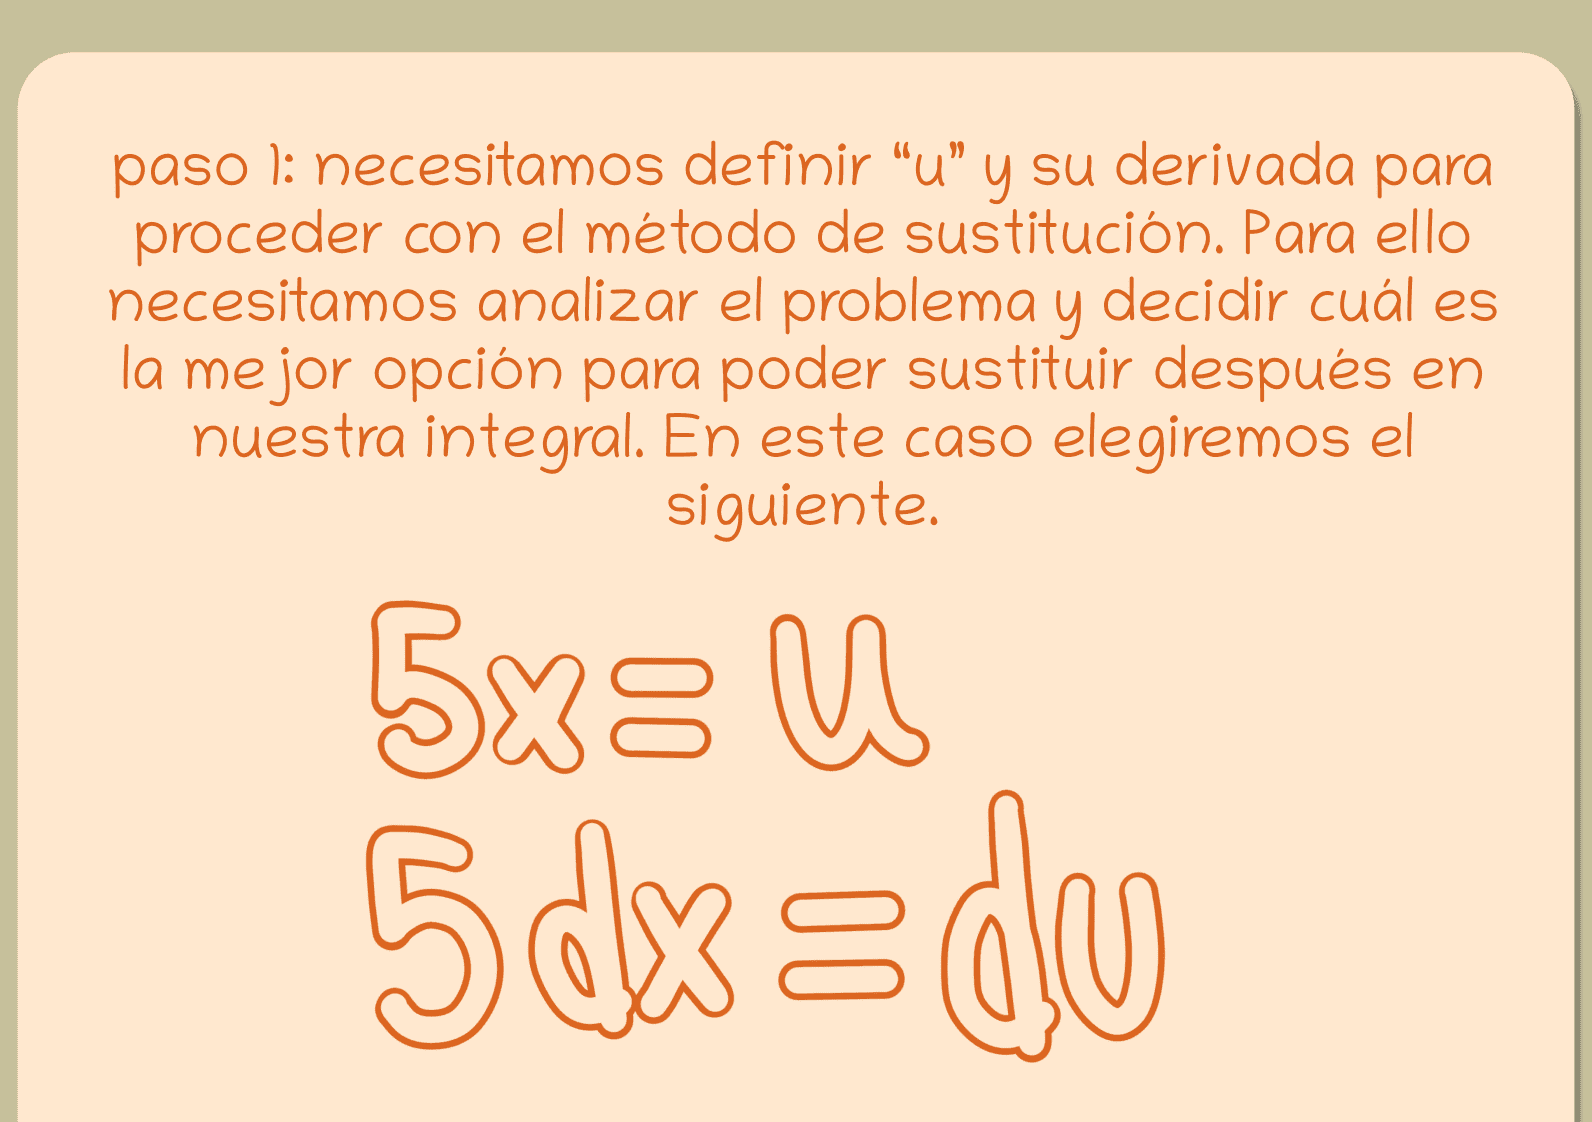 paso 1: necesitamos definir “u” y su derivada para
proceder con el método de sustitución. Para ello
necesitamos analizar el problema y decidir cuál es
la mejor opción para poder sustituir después en
nuestra integral. En este caso elegiremos el
siguiente.
5x = u
5 dx = du